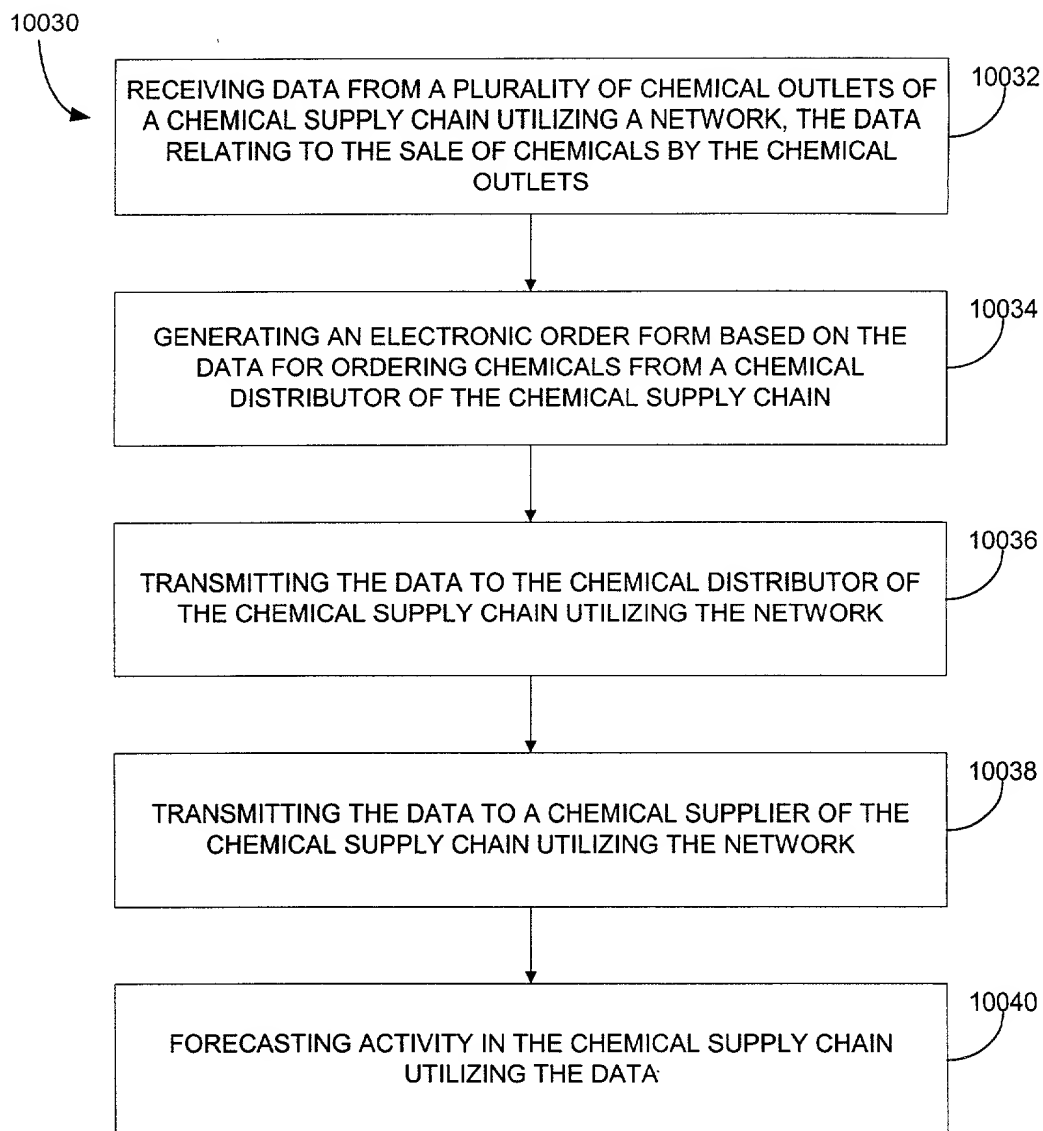 10030
10032
RECEIVING DATA FROM A PLURALITY OF CHEMICAL OUTLETS OF
A CHEMICAL SUPPLY CHAIN UTILIZING A NETWORK, THE DATA
RELATING TO THE SALE OF CHEMICALS BY THE CHEMICAL
OUTLETS
10034
GENERATING AN ELECTRONIC ORDER FORM BASED ON THE
DATA FOR ORDERING CHEMICALS FROM A CHEMICAL
DISTRIBUTOR OF THE CHEMICAL SUPPLY CHAIN
10036
TRANSMITTING THE DATA TO THE CHEMICAL DISTRIBUTOR OF
THE CHEMICAL SUPPLY CHAIN UTILIZING THE NETWORK
10038
TRANSMITTING THE DATA TO A CHEMICAL SUPPLIER OF THE
CHEMICAL SUPPLY CHAIN UTILIZING THE NETWORK
10040
FORECASTING ACTIVITY IN THE CHEMICAL SUPPLY CHAIN
UTILIZING THE DATA